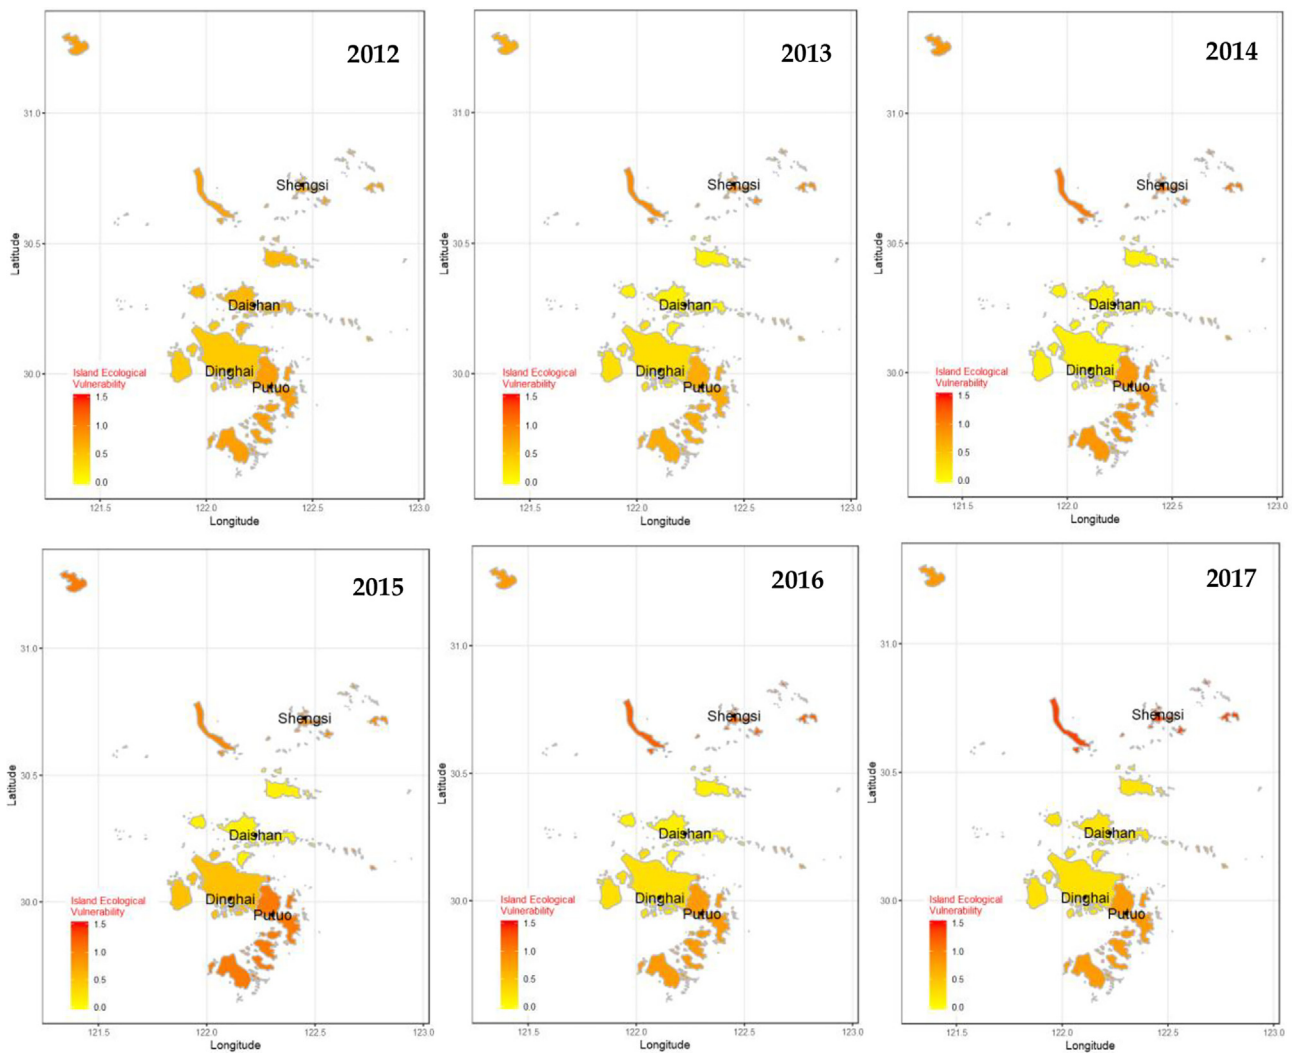 2012
31.0
Shengsi
30.5
Latitude
Daishan
30.0
Dinghai
Putuo
Island Ecological
Vulnerability
1.5
1.0
0.5
0.0
121.5 122.0 122.5 123.0
Longitude
2013
31.0
Shengsi
30.5
Latitude
Daishan
30.0
Dinghai
Putuo
Island Ecological
Vulnerability
1.5
1.0
0.5
0.0
121.5 122.0 122.5 123.0
Longitude
2014
31.0
Shengsi
30.5
Latitude
Daishan
30.0
Dinghai
Putuo
Island Ecological
Vulnerability
1.5
1.0
0.5
0.0
121.5 122.0 122.5 123.0
Longitude
2015
31.0
Shengsi
30.5
Latitude
Daishan
30.0
Dinghai
Putuo
Island Ecological
Vulnerability
1.5
1.0
0.5
0.0
121.5 122.0 122.5 123.0
Longitude
2016
31.0
Shengsi
30.5
Latitude
Daishan
30.0
Dinghai
Putuo
Island Ecological
Vulnerability
1.5
1.0
0.5
0.0
121.5 122.0 122.5 123.0
Longitude
2017
31.0
Shengsi
30.5
Latitude
Daishan
30.0
Dinghai
Putuo
Island Ecological
Vulnerability
1.5
1.0
0.5
0.0
121.5 122.0 122.5 123.0
Longitude